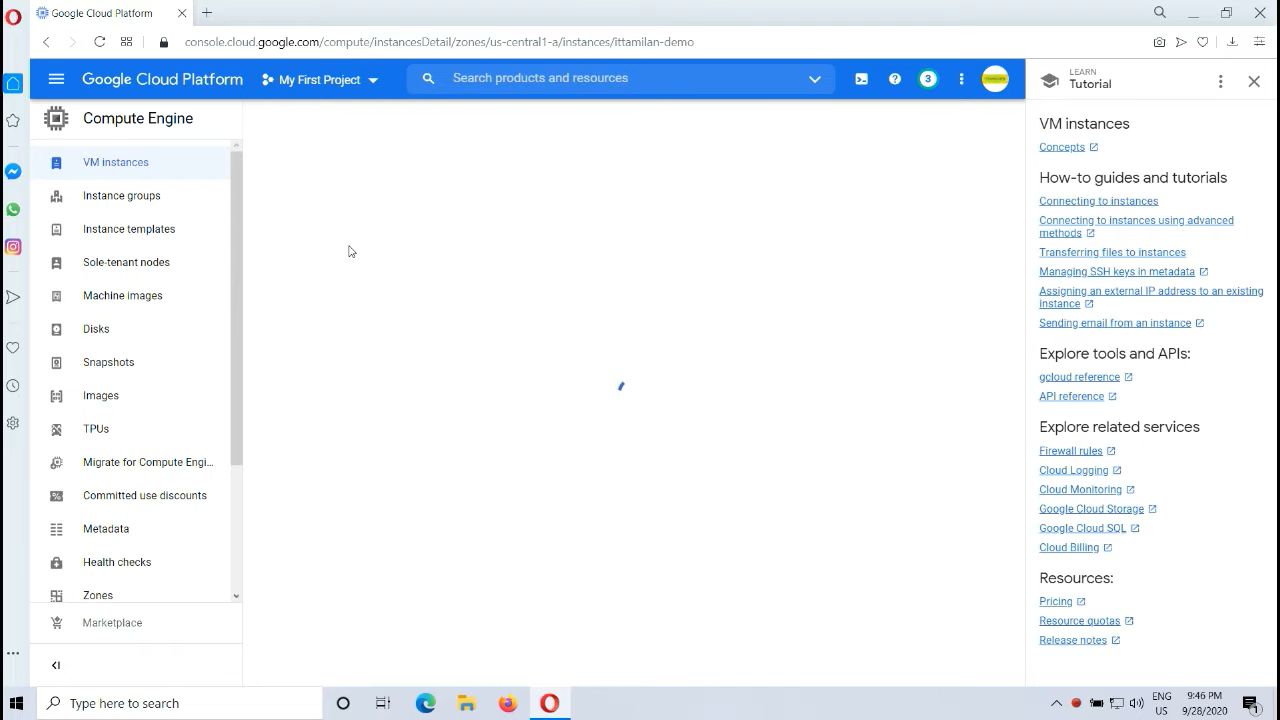 Google Cloud Platform
console.cloud.google.com/compute/instancesDetail/zones/us-central1-a/instances/ittamilan-demo
Google Cloud Platform
My First Project
Search products and resources
3
LEARN
Tutorial
Compute Engine
VM instances
Instance groups
Instance templates
Sole-tenant nodes
Machine images
Disks
Snapshots
Images
TPUs
Migrate for Compute Engi...
Committed use discounts
Metadata
Health checks
Zones
Marketplace
VM instances
Concepts
How-to guides and tutorials
Connecting to instances
Connecting to instances using advanced
methods
Transferring files to instances
Managing SSH keys in metadata
Assigning an external IP address to an existing
instance
Sending email from an instance
Explore tools and APIs:
gcloud reference
API reference
Explore related services
Firewall rules
Cloud Logging
Cloud Monitoring
Google Cloud Storage
Google Cloud SQL
Cloud Billing
Resources:
Pricing
Resource quotas
Release notes
Type here to search
ENG
US
9:46 PM
9/28/2020
1